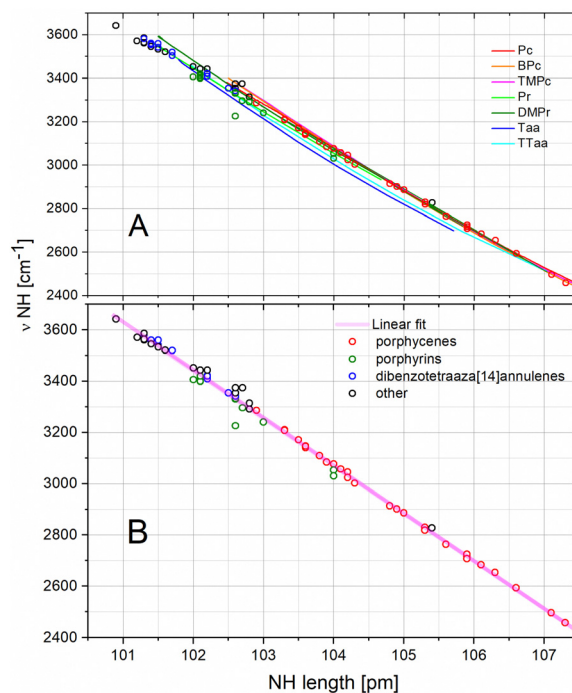 3600
3400
3200
3000
2800
2600
2400
A
Pc
BPc
TMPc
Pr
DMPr
Taa
TTaa
ν NH [cm⁻¹]
3600
3400
3200
3000
2800
2600
2400
B
Linear fit
porphycenes
porphyrins
dibenzotetraaza[14]annulenes
other
101 102 103 104 105 106 107
NH length [pm]